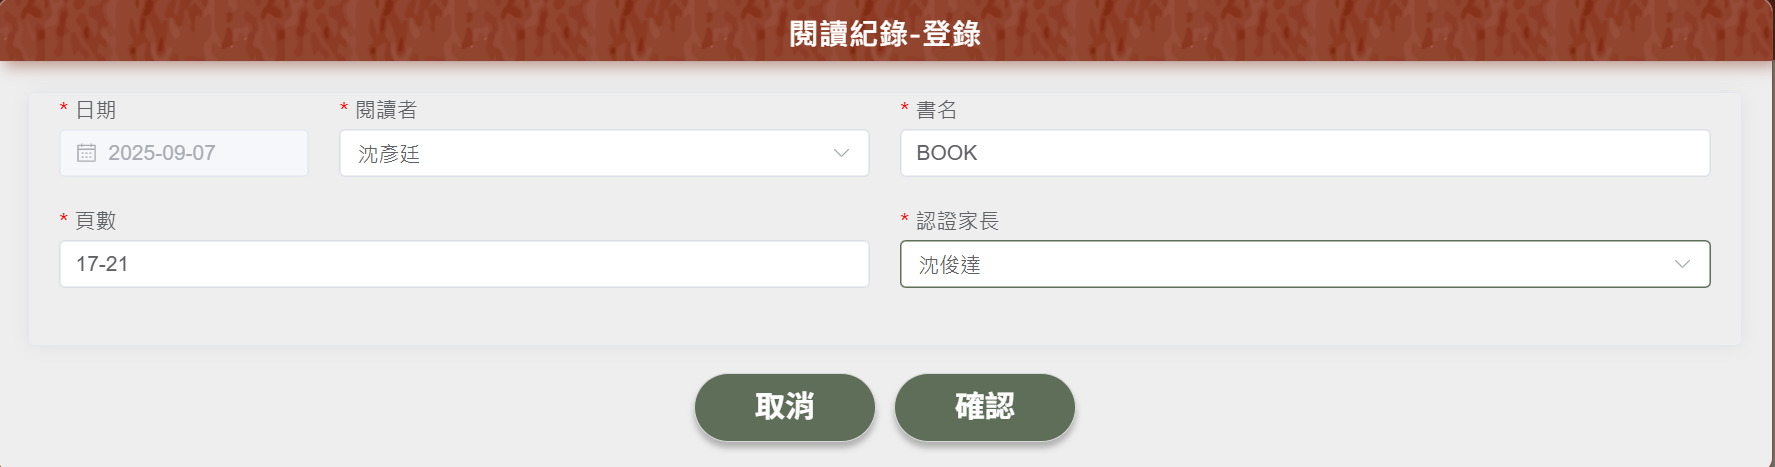 閱讀紀錄-登錄
* 日期
* 閱讀者
* 書名
2025-09-07
沈彥廷
BOOK
* 頁數
* 認證家長
17-21
沈俊達
取消
確認